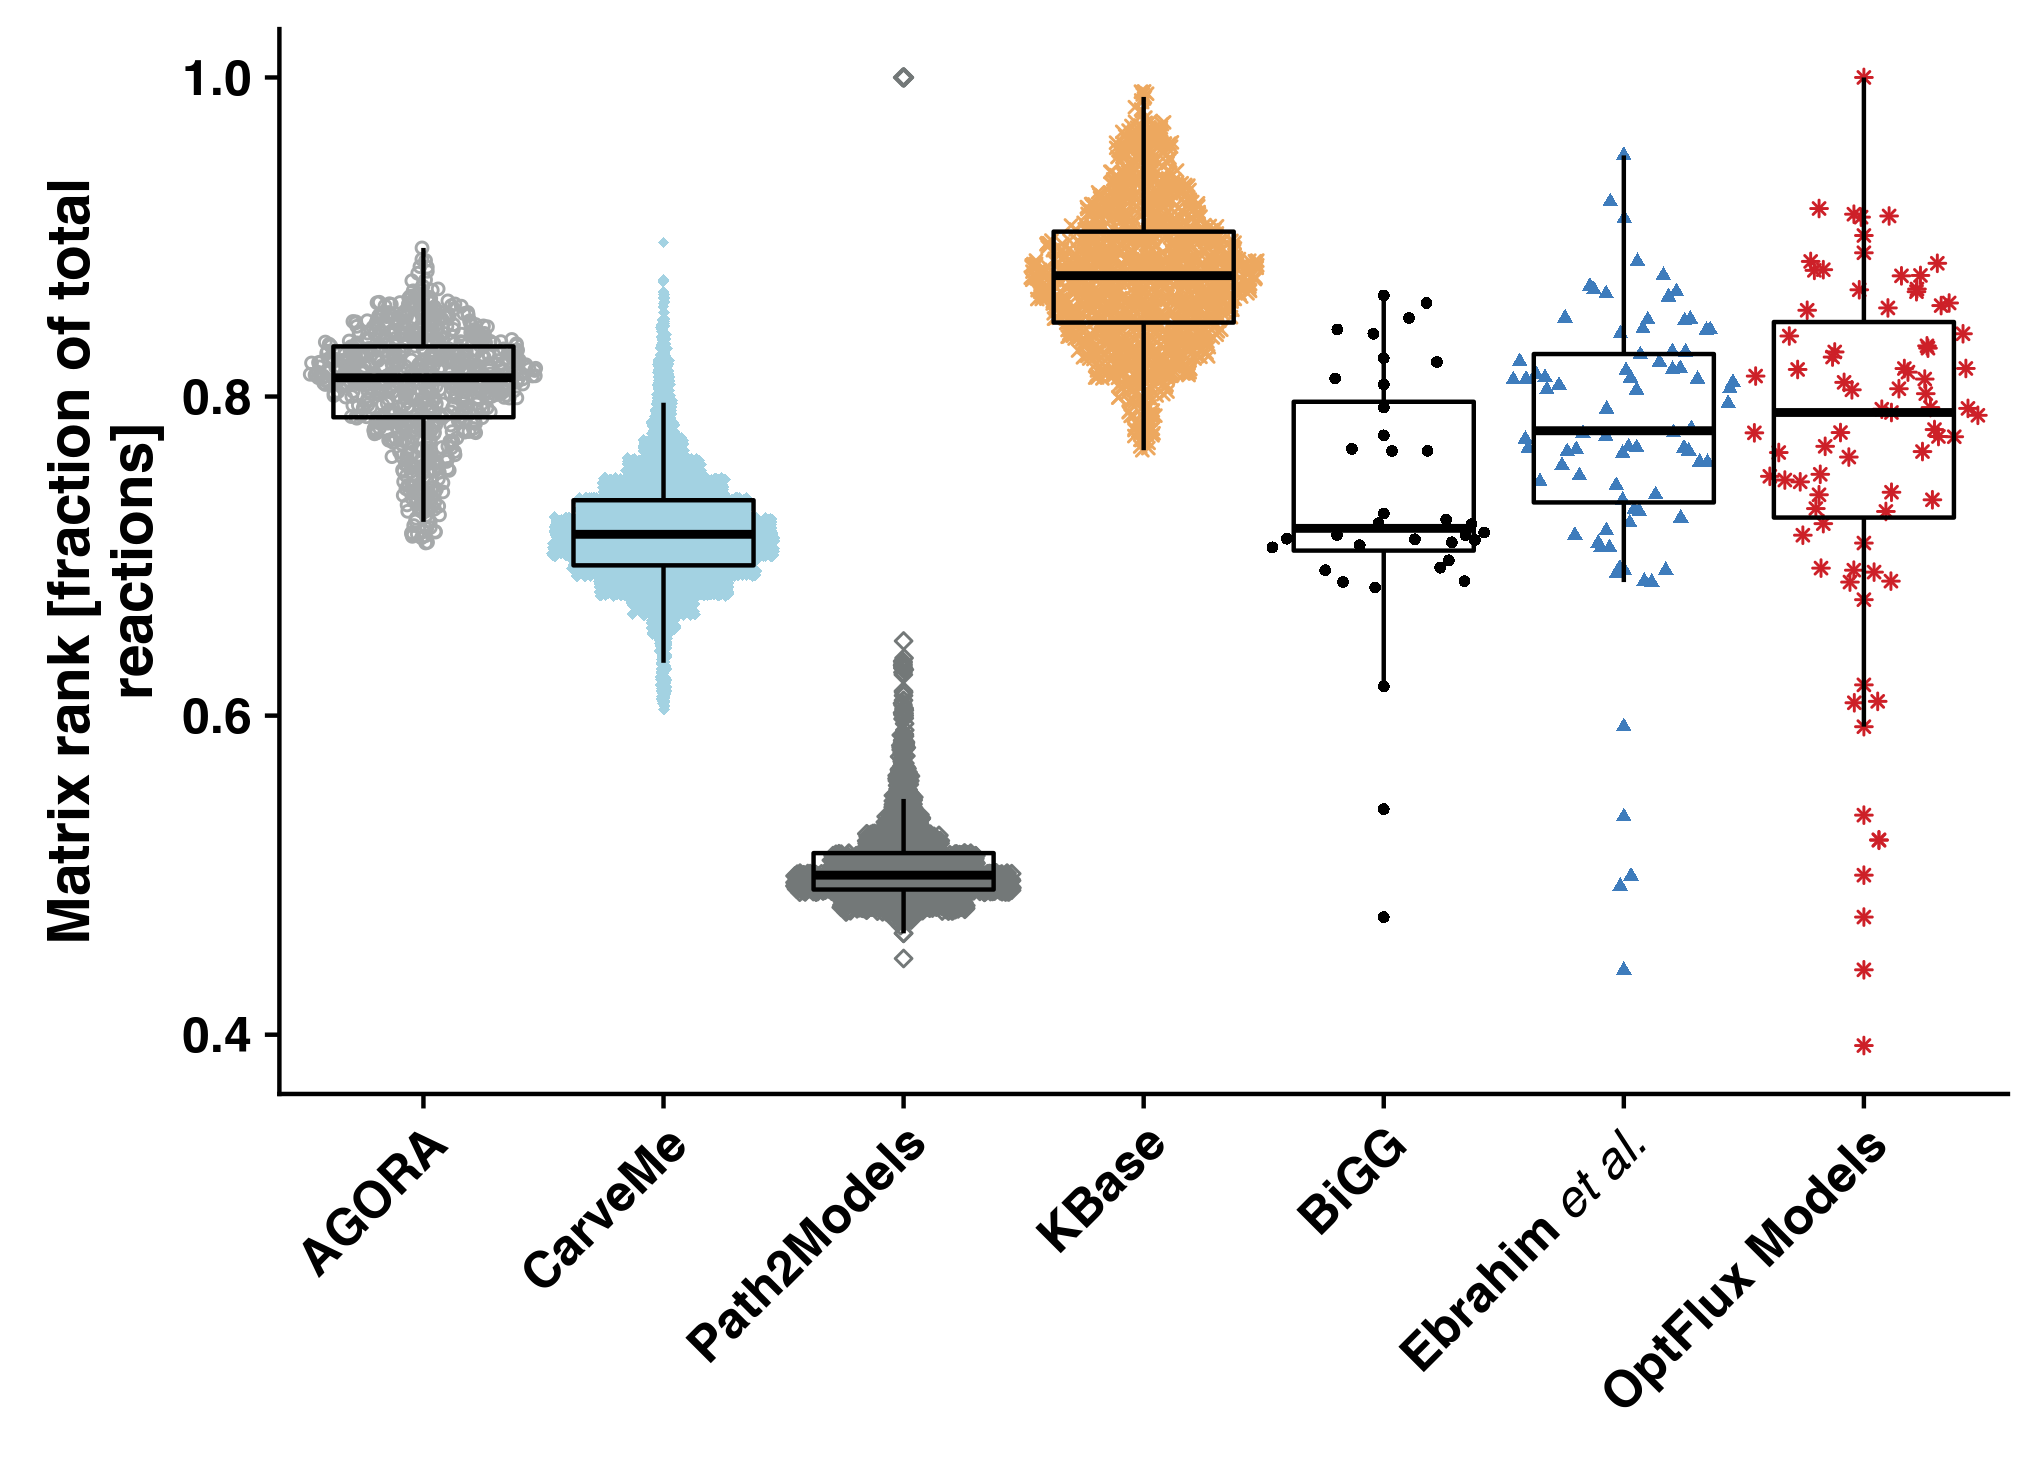 Matrix rank [fraction of total
reactions]
1.0
0.8
0.6
0.4
AGORA
CarveMe
Path2Models
KBase
BiGG
Ebrahim et al.
OptFlux Models